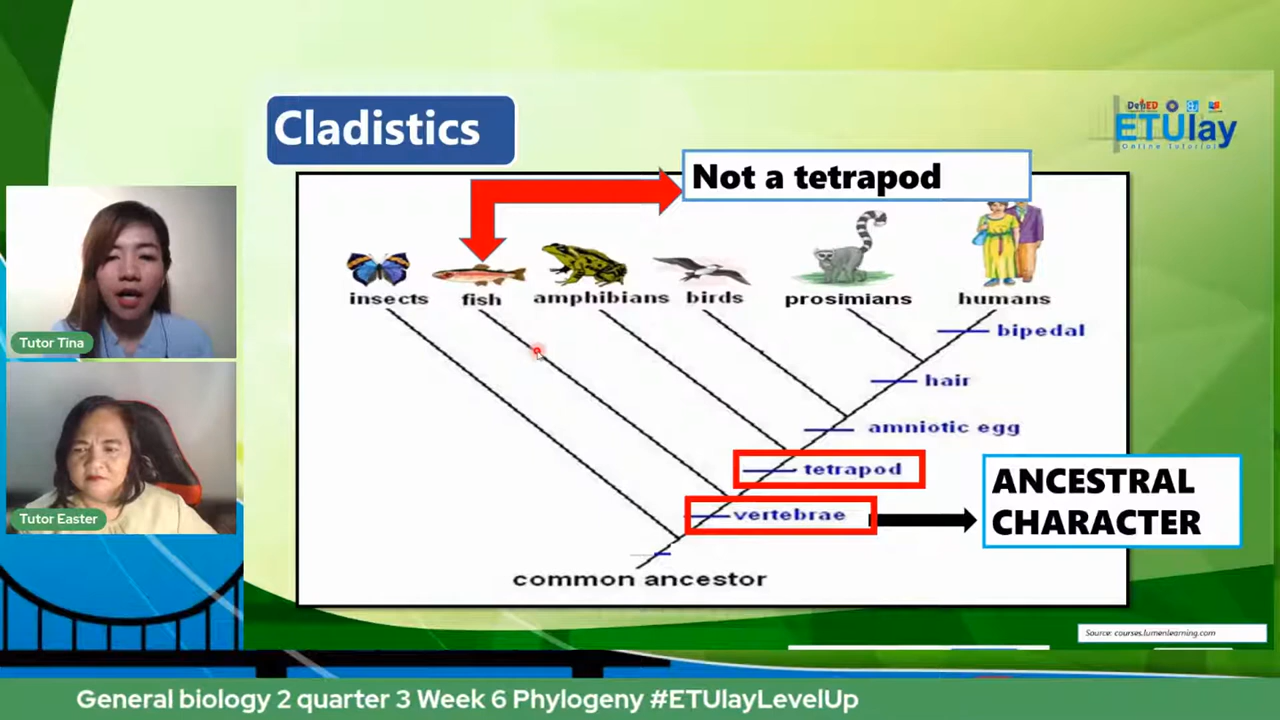 Cladistics
DepED
ETUlay
Online Tutorial
Not a tetrapod
insects
fish
amphibians
birds
prosimians
humans
bipedal
hair
amniotic egg
tetrapod
vertebrae
ANCESTRAL
CHARACTER
common ancestor
Tutor Tina
Tutor Easter
Source: courses.lumenlearning.com
General biology 2 quarter 3 Week 6 Phylogeny #ETUlayLevelUp